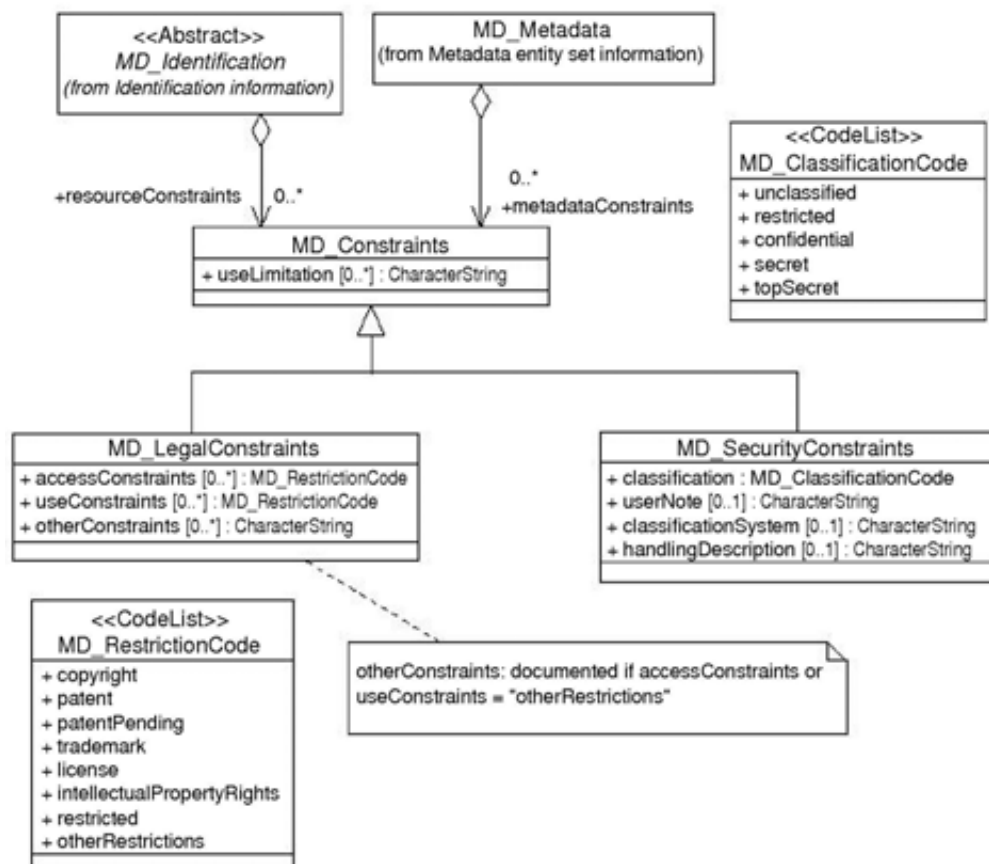 <<Abstract>>
MD_Identification
(from Identification information)
MD_Metadata
(from Metadata entity set information)
+resourceConstraints
0..*
0..*
+metadataConstraints
<<CodeList>>
MD_ClassificationCode
+ unclassified
+ restricted
+ confidential
+ secret
+ topSecret
MD_Constraints
+ useLimitation [0..*] : CharacterString
MD_LegalConstraints
+ accessConstraints [0..*] : MD_RestrictionCode
+ useConstraints [0..*] : MD_RestrictionCode
+ otherConstraints [0..*] : CharacterString
MD_SecurityConstraints
+ classification : MD_ClassificationCode
+ userNote [0..1] : CharacterString
+ classificationSystem [0..1] : CharacterString
+ handlingDescription [0..1] : CharacterString
<<CodeList>>
MD_RestrictionCode
+ copyright
+ patent
+ patentPending
+ trademark
+ license
+ intellectualPropertyRights
+ restricted
+ otherRestrictions
otherConstraints: documented if accessConstraints or
useConstraints = "otherRestrictions"